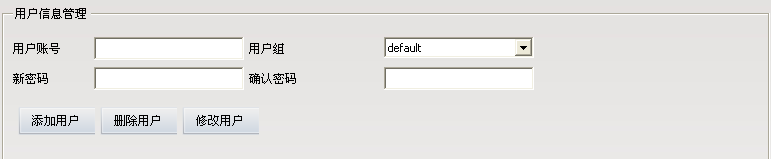 用户信息管理
用户账号 用户组 default
新密码 确认密码
添加用户 删除用户 修改用户